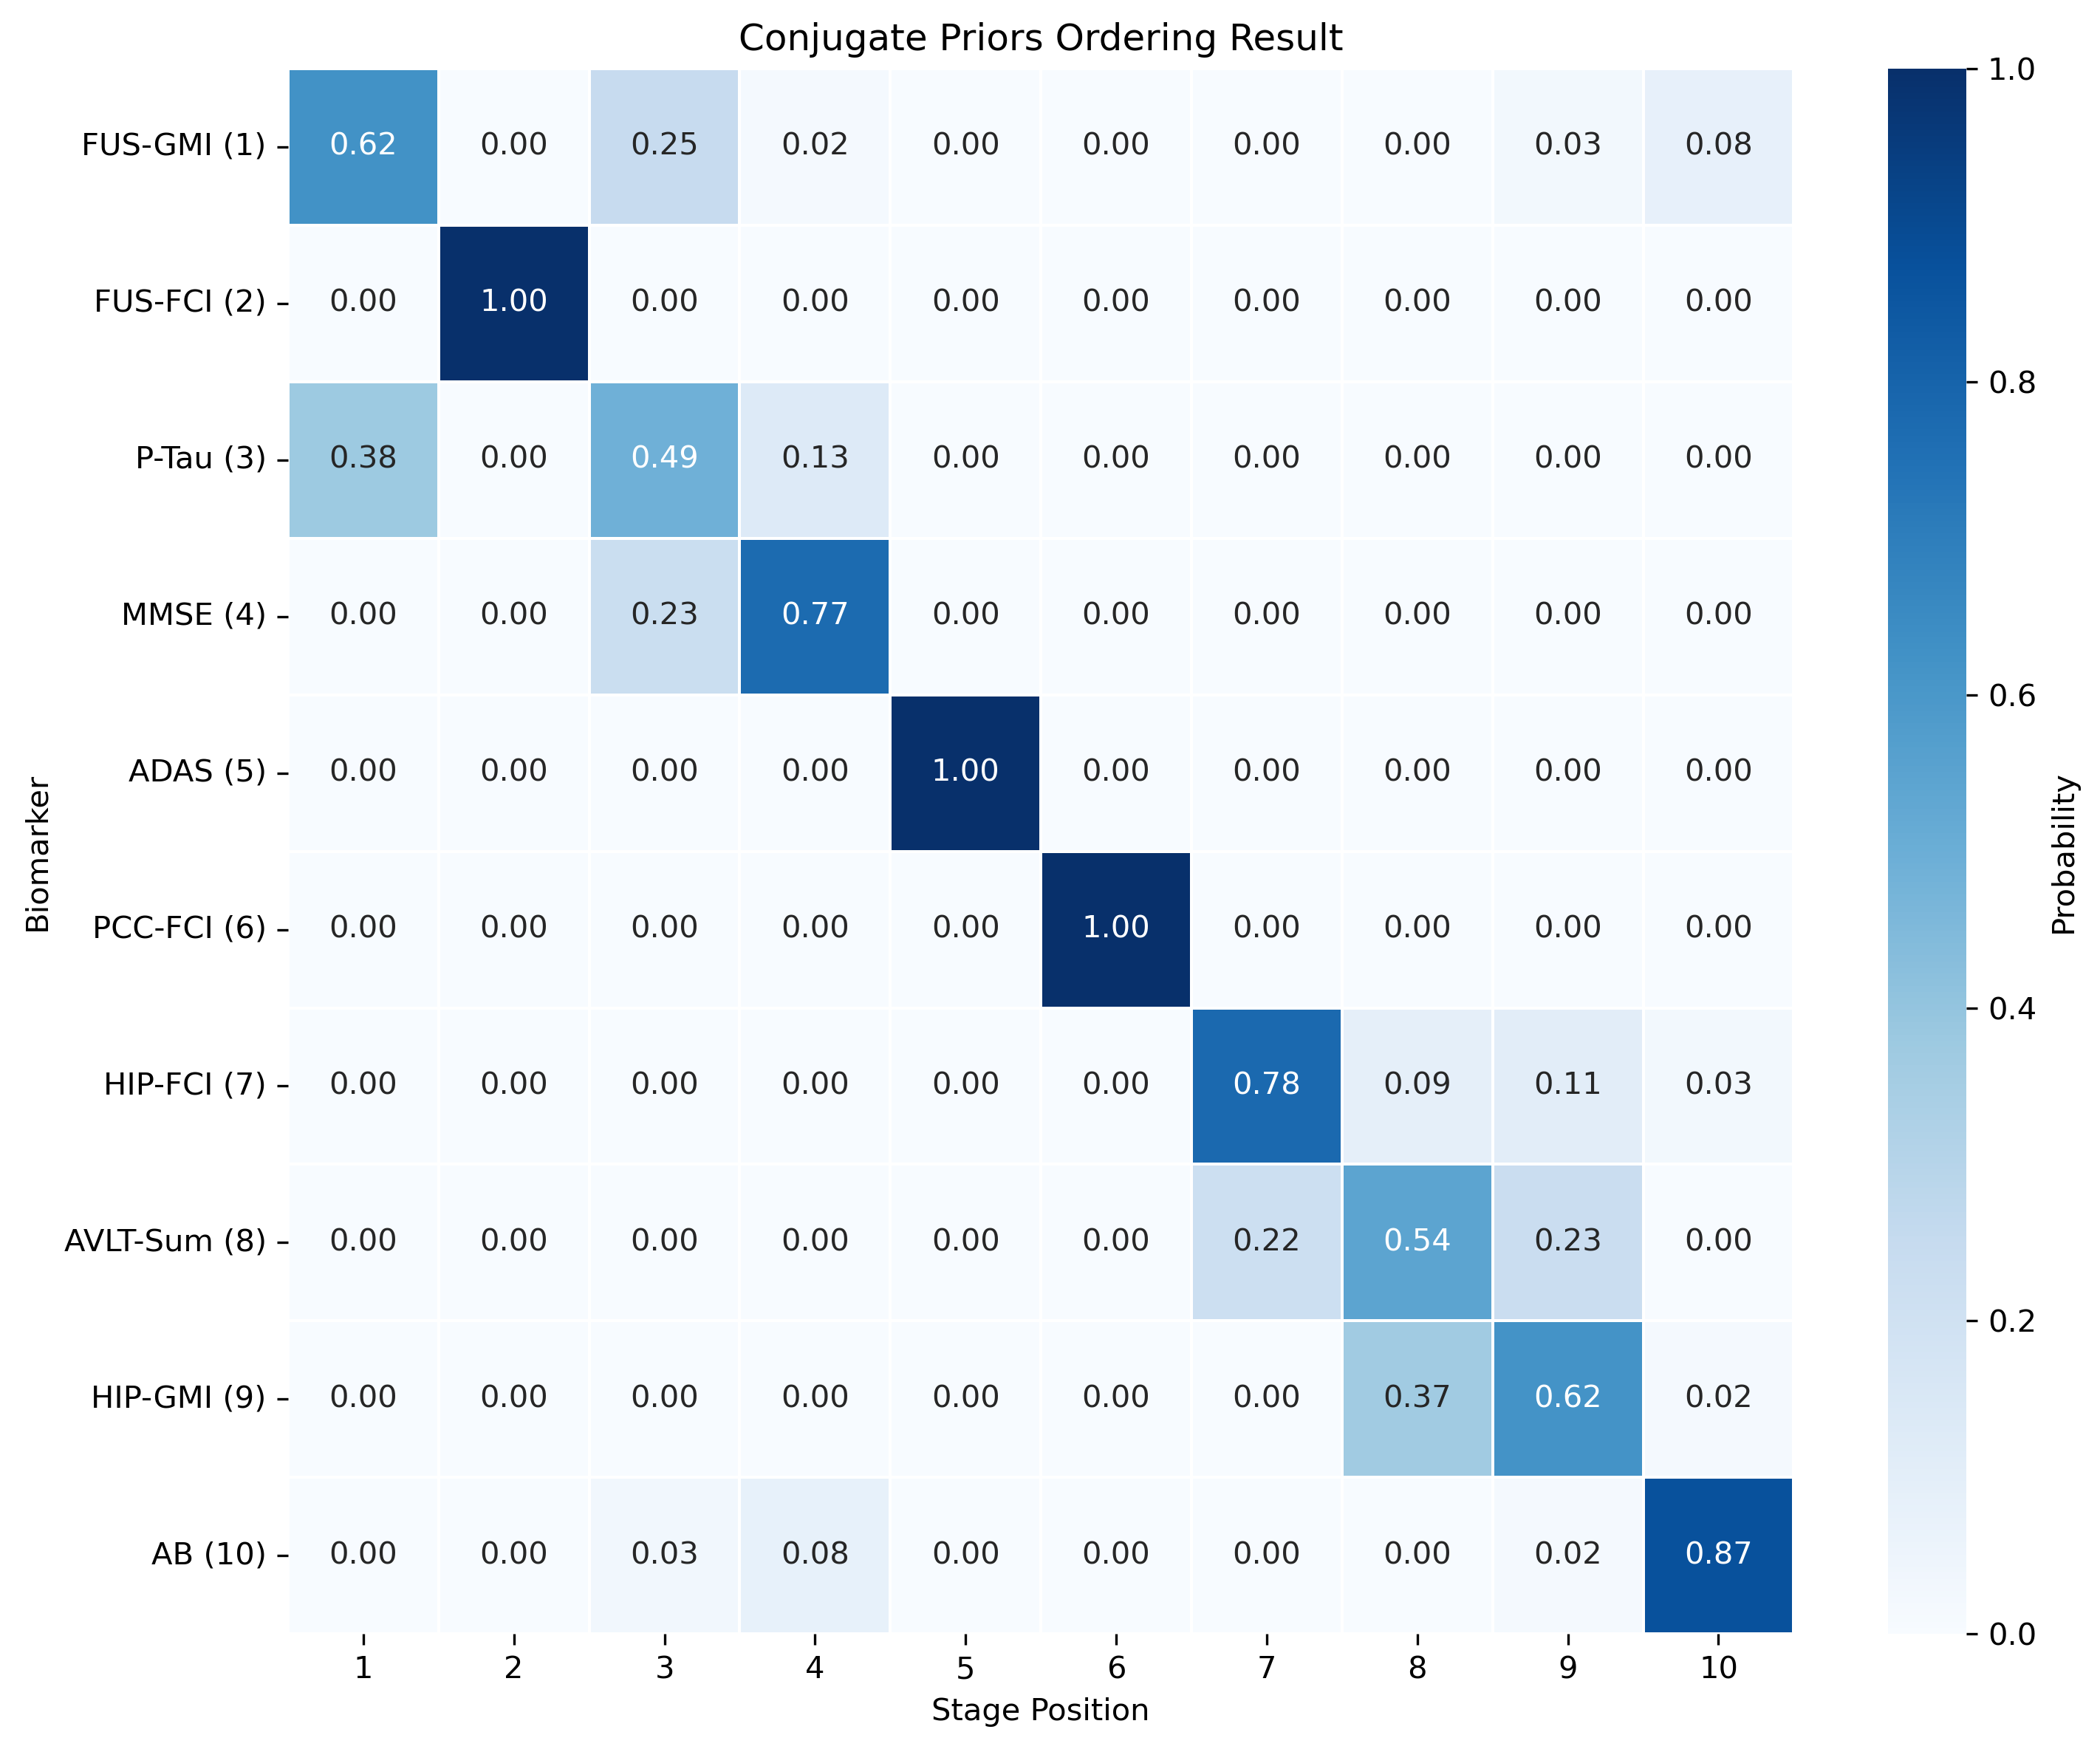 Conjugate Priors Ordering Result
FUS-GMI (1) 0.62 0.00 0.25 0.02 0.00 0.00 0.00 0.00 0.03 0.08
FUS-FCI (2) 0.00 1.00 0.00 0.00 0.00 0.00 0.00 0.00 0.00 0.00
P-Tau (3) 0.38 0.00 0.49 0.13 0.00 0.00 0.00 0.00 0.00 0.00
MMSE (4) 0.00 0.00 0.23 0.77 0.00 0.00 0.00 0.00 0.00 0.00
ADAS (5) 0.00 0.00 0.00 0.00 1.00 0.00 0.00 0.00 0.00 0.00
PCC-FCI (6) 0.00 0.00 0.00 0.00 0.00 1.00 0.00 0.00 0.00 0.00
HIP-FCI (7) 0.00 0.00 0.00 0.00 0.00 0.00 0.78 0.09 0.11 0.03
AVLT-Sum (8) 0.00 0.00 0.00 0.00 0.00 0.00 0.22 0.54 0.23 0.00
HIP-GMI (9) 0.00 0.00 0.00 0.00 0.00 0.00 0.00 0.37 0.62 0.02
AB (10) 0.00 0.00 0.03 0.08 0.00 0.00 0.00 0.00 0.02 0.87
1 2 3 4 5 6 7 8 9 10
Stage Position
Biomarker
1.0
0.8
0.6
0.4
0.2
0.0
Probability